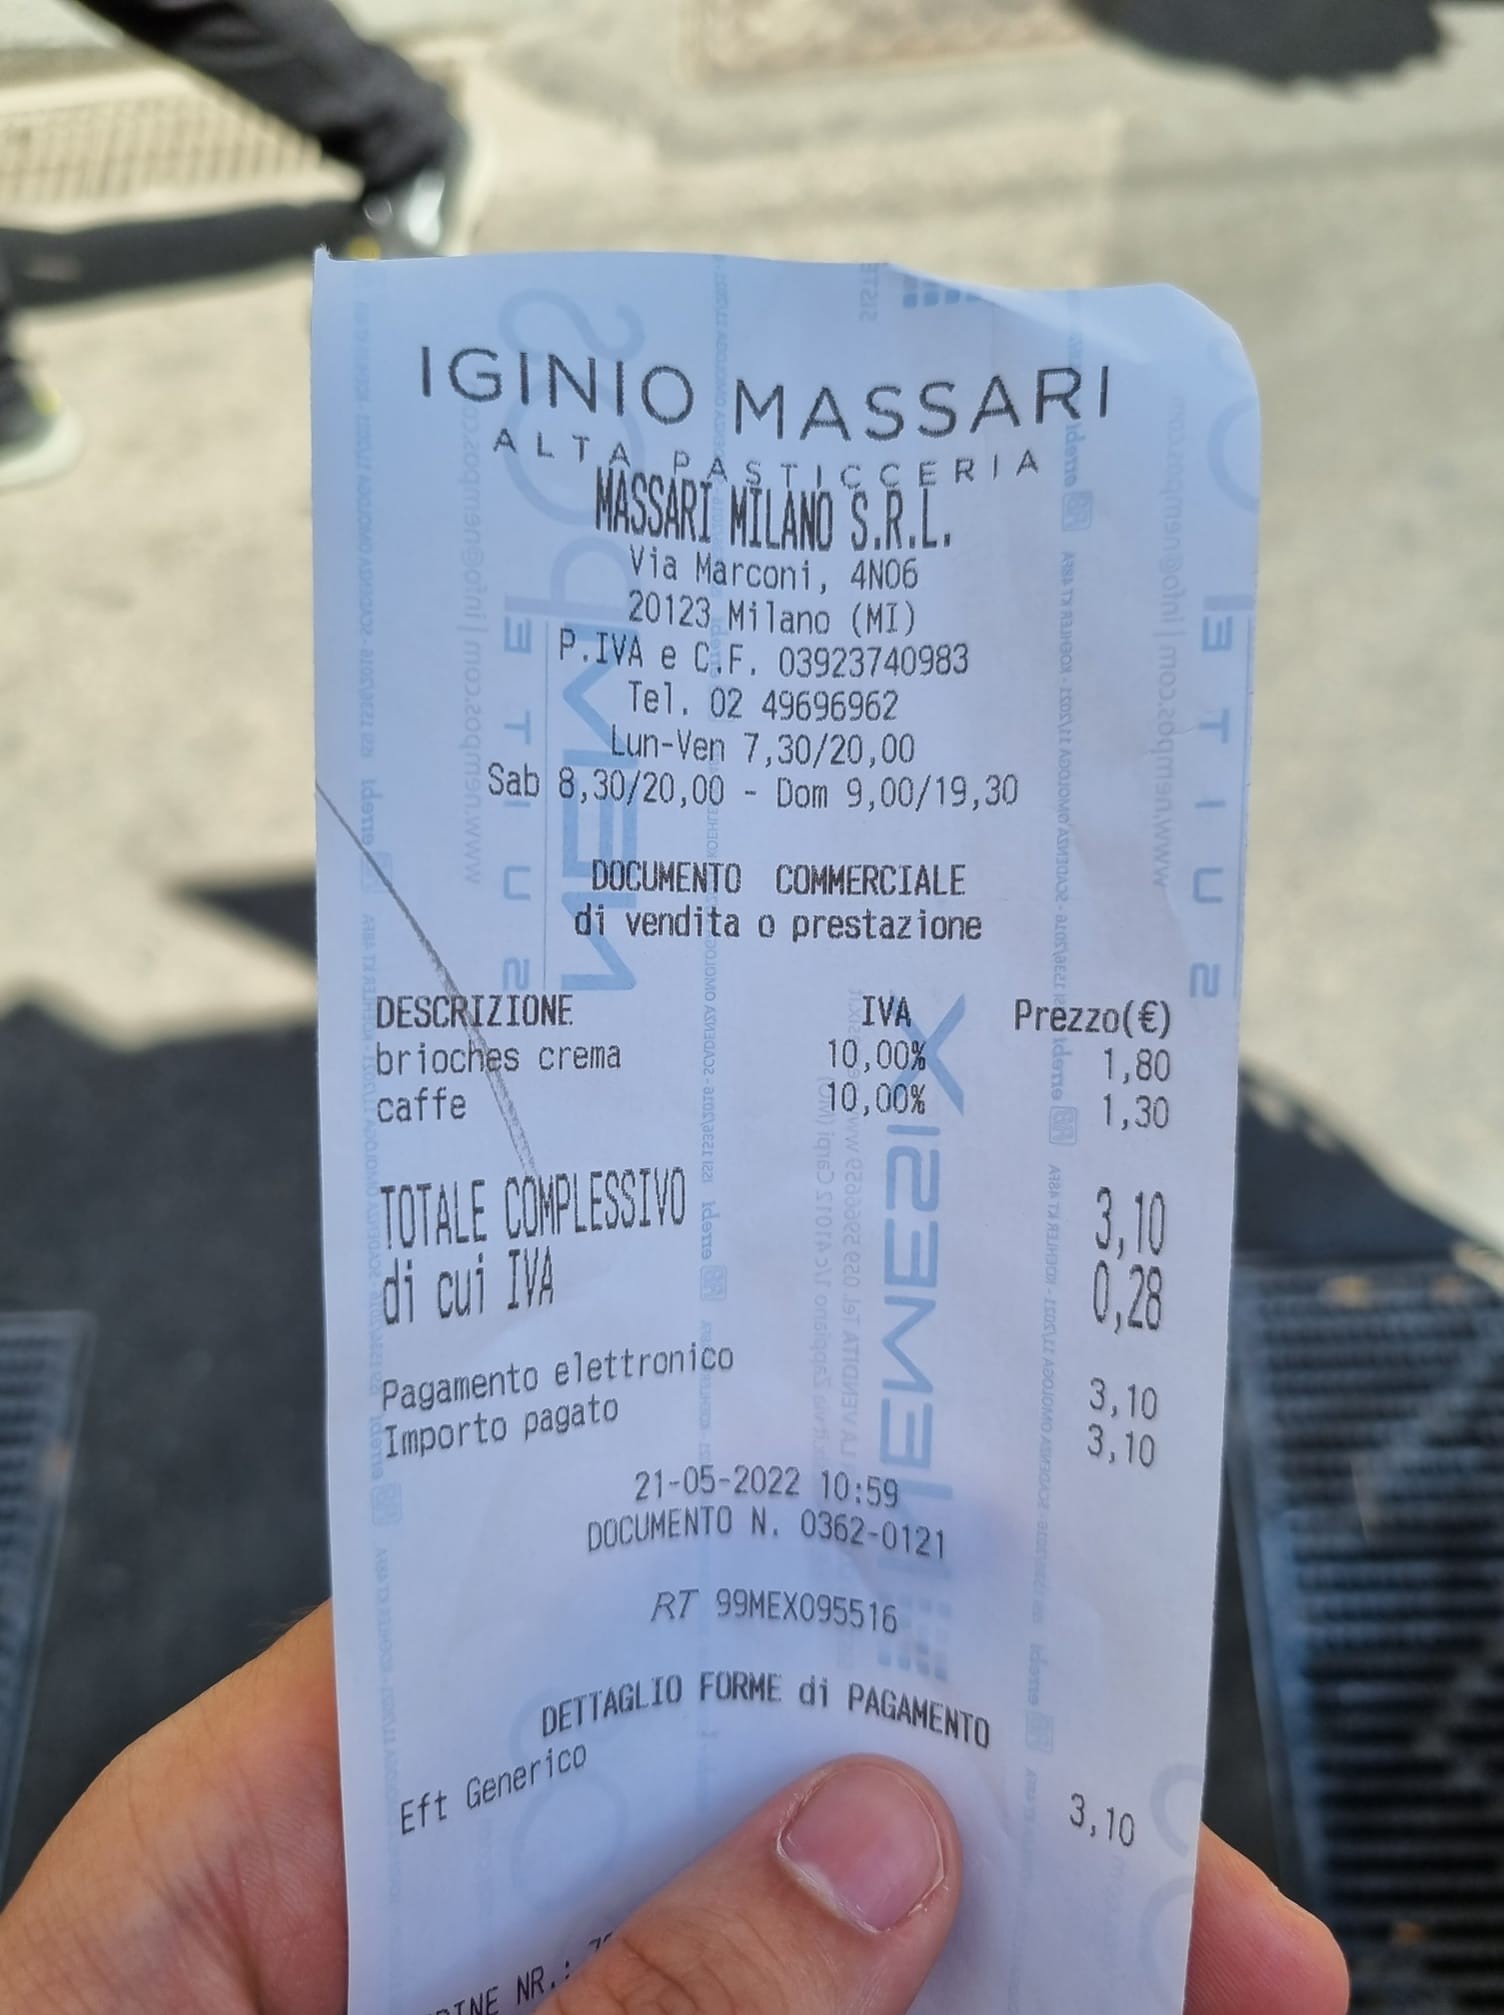 IGINIO MASSARI
ALTA PASTICCERIA
MASSARI MILANO S.R.L.
Via Marconi, 4N06
20123 Milano (MI)
P.IVA e C.F. 03923740983
Tel. 02 49696962
Lun-Ven 7,30/20,00
Sab 8,30/20,00 - Dom 9,00/19,30
DOCUMENTO COMMERCIALE
di vendita o prestazione
DESCRIZIONE IVA Prezzo(€)
brioches crema 10,00% 1,80
caffe 10,00% 1,30
TOTALE COMPLESSIVO 3,10
di cui IVA 0,28
Pagamento elettronico 3,10
Importo pagato 3,10
21-05-2022 10:59
DOCUMENTO N. 0362-0121
RT 99MEX095516
DETTAGLIO FORME di PAGAMENTO
Eft Generico 3,10
NR.: